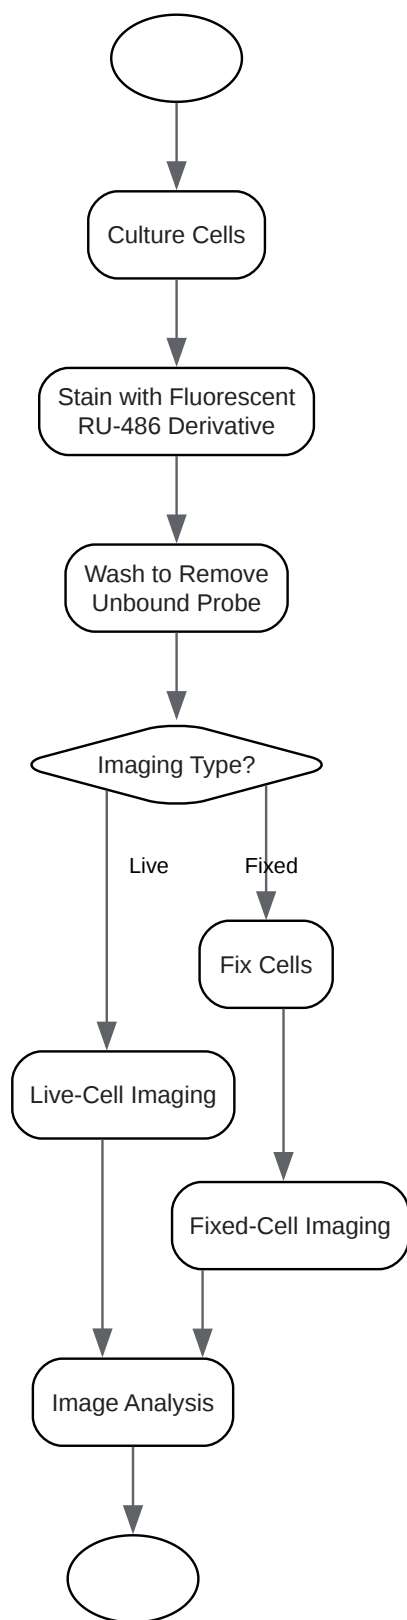 Culture Cells
Stain with Fluorescent
RU-486 Derivative
Wash to Remove
Unbound Probe
Imaging Type?
Live
Fixed
Fix Cells
Live-Cell Imaging
Fixed-Cell Imaging
Image Analysis